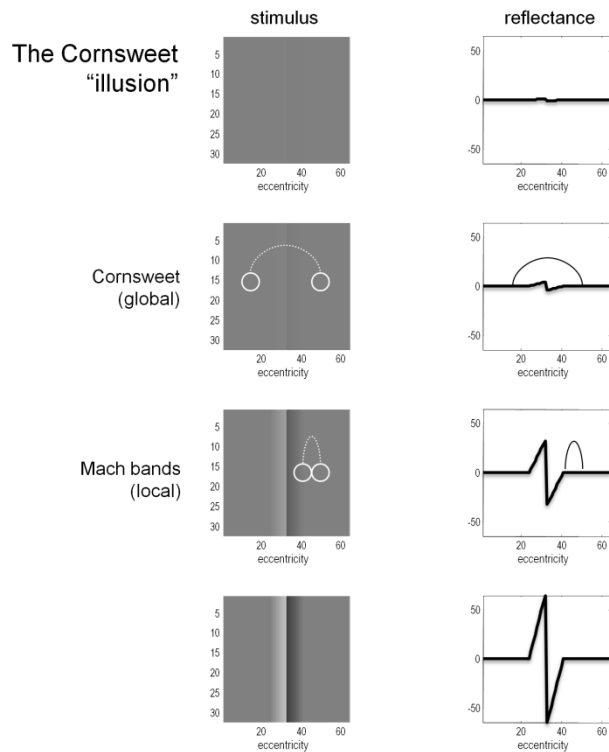 stimulus
reflectance
The Cornsweet
“illusion”
5
10
15
20
25
30
20 40 60
eccentricity
50
0
-50
20 40 60
eccentricity
Cornsweet
(global)
5
10
15
20
25
30
20 40 60
eccentricity
50
0
-50
20 40 60
eccentricity
Mach bands
(local)
5
10
15
20
25
30
20 40 60
eccentricity
50
0
-50
20 40 60
eccentricity
5
10
15
20
25
30
20 40 60
eccentricity
50
0
-50
20 40 60
eccentricity